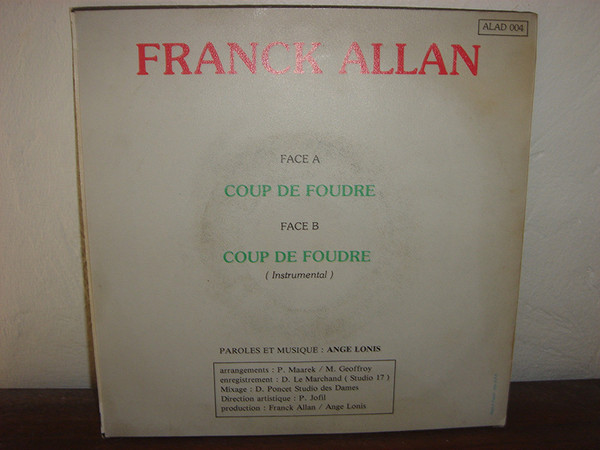 ALAD 004
FRANCK ALLAN
FACE A
COUP DE FOUDRE
FACE B
COUP DE FOUDRE
( Instrumental )
PAROLES ET MUSIQUE : ANGE LONIS
arrangements : P. Maarek / M. Geoffroy
enregistrement : D. Le Marchand ( Studio 17 )
Mixage : D. Poncet Studio des Dames
Direction artistique : P. Jofil
production : Franck Allan / Ange Lonis